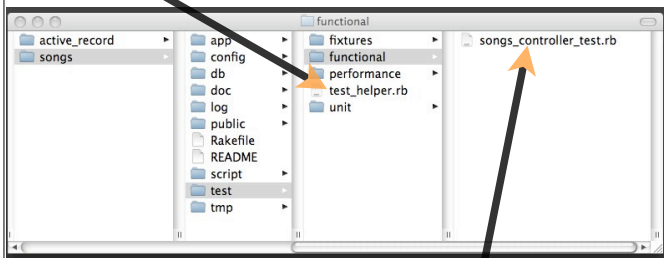 functional
active_record
songs
app
config
db
doc
log
public
Rakefile
README
script
test
tmp
fixtures
functional
performance
test_helper.rb
unit
songs_controller_test.rb